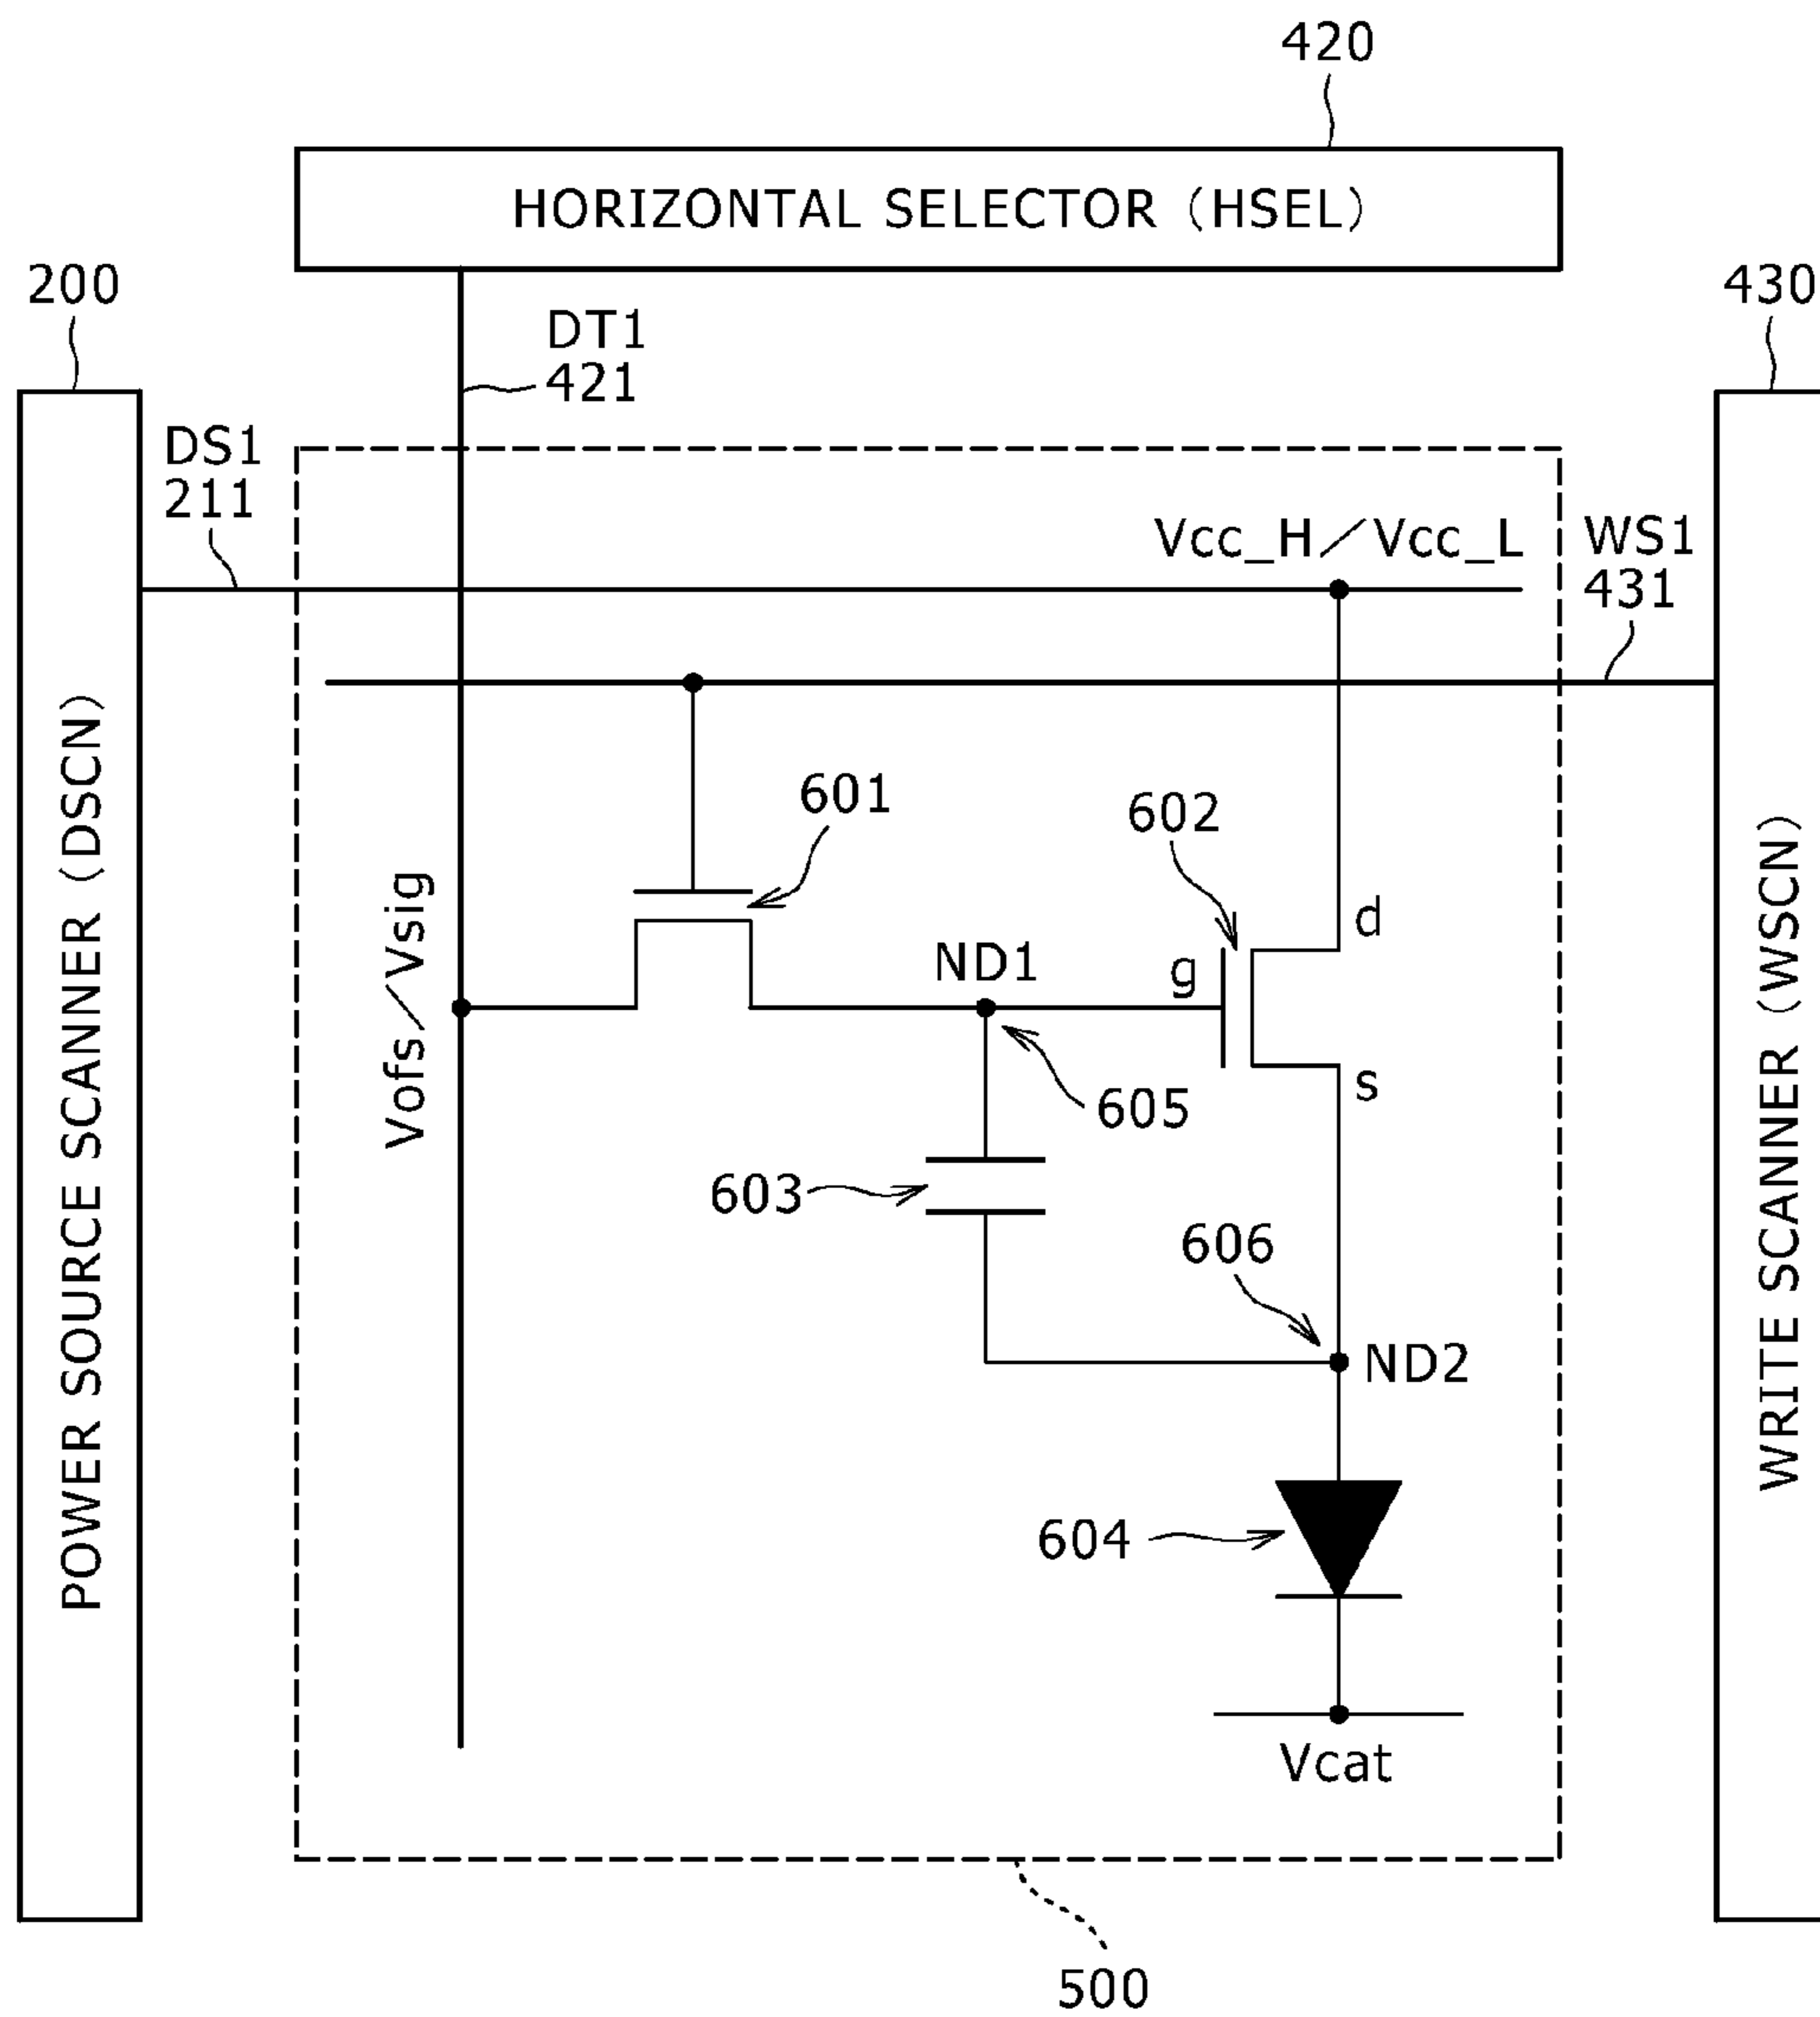 420
HORIZONTAL SELECTOR (HSEL)
200
430
DT1
421
DS1
211
Vcc_H/Vcc_L
WS1
431
POWER SOURCE SCANNER (DSCN)
WRITE SCANNER (WSCN)
601
602
Vofs/Vsig
d
ND1
g
s
605
603
606
ND2
604
Vcat
500